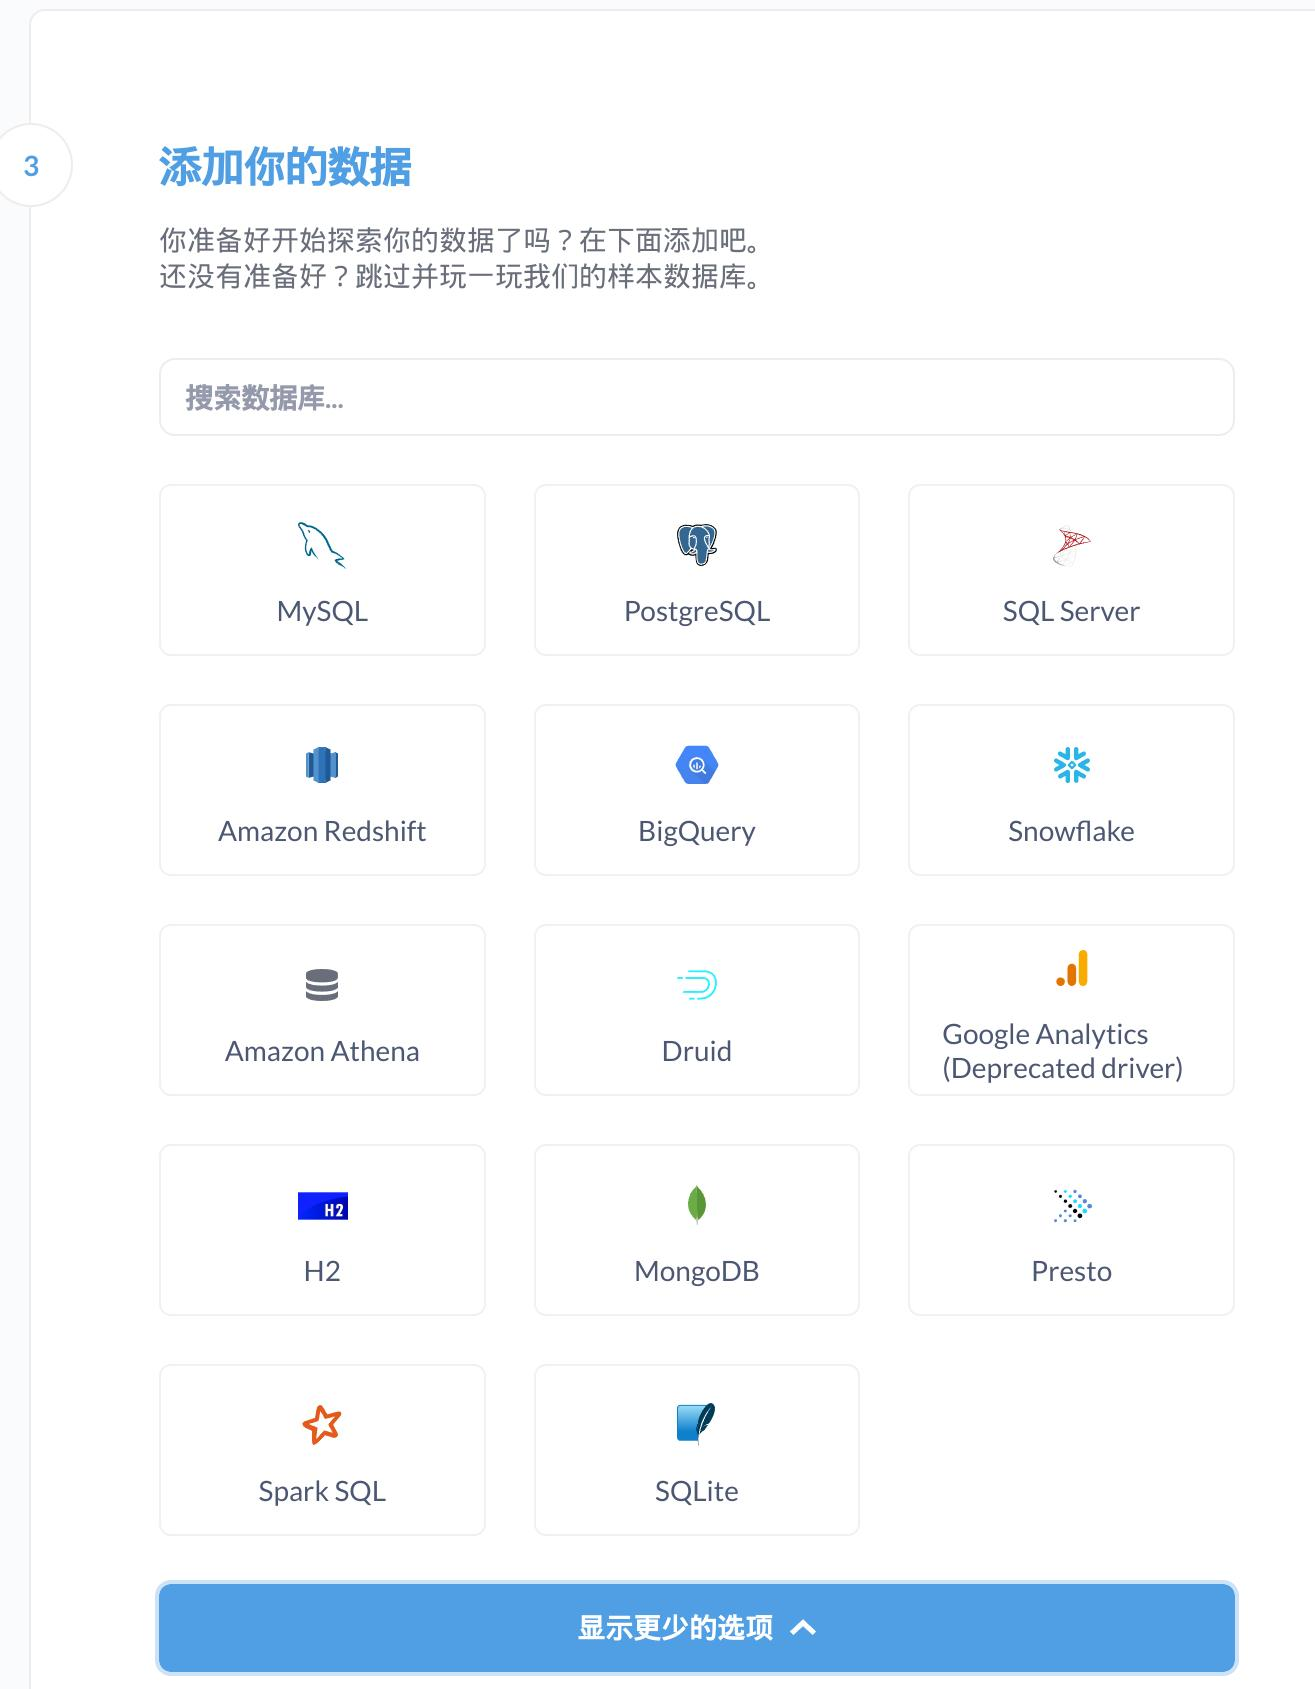 3
添加你的数据
你准备好开始探索你的数据了吗？在下面添加吧。
还没有准备好？跳过并玩一玩我们的样本数据库。
搜索数据库...
MySQL
PostgreSQL
SQL Server
Amazon Redshift
BigQuery
Snowflake
Amazon Athena
Druid
Google Analytics
(Deprecated driver)
H2
H2
MongoDB
Presto
Spark SQL
SQLite
显示更少的选项